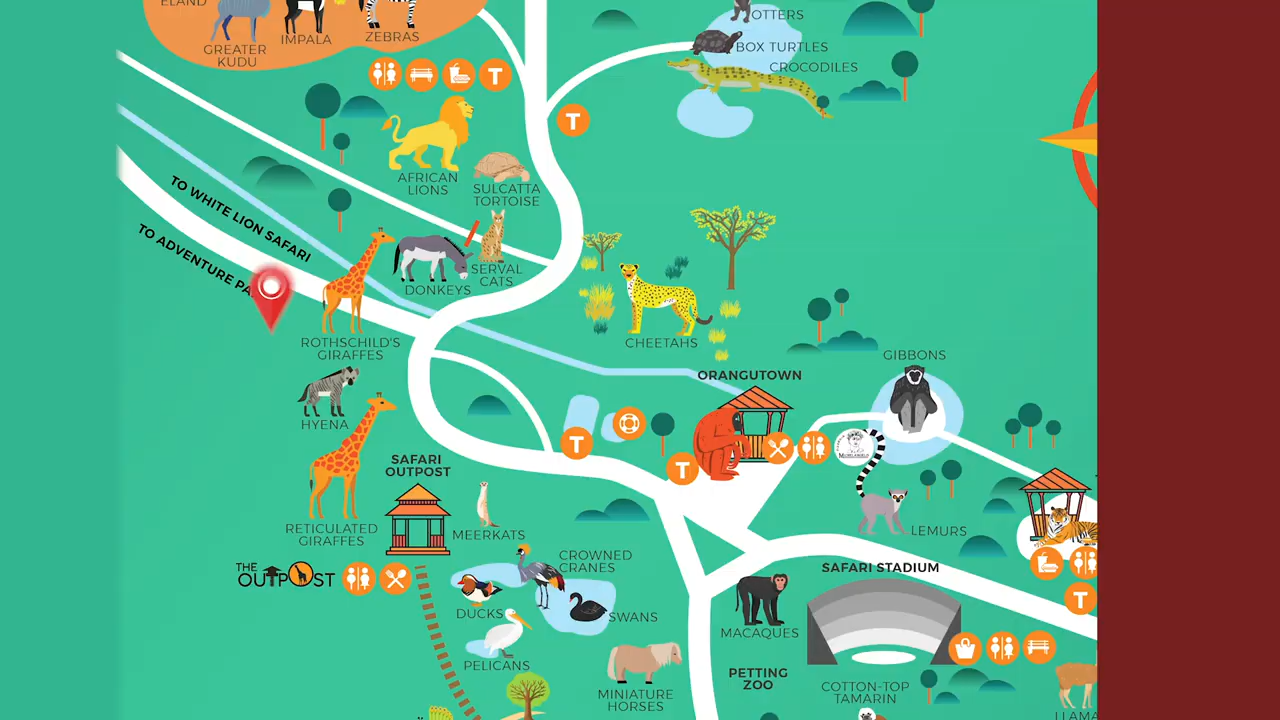 ELAND
GREATER
KUDU
IMPALA
ZEBRAS
OTTERS
BOX TURTLES
CROCODILES
T
T
AFRICAN
LIONS
SULCATTA
TORTOISE
TO WHITE LION SAFARI
TO ADVENTURE PA
SERVAL
CATS
DONKEYS
ROTHSCHILD'S
GIRAFFES
CHEETAHS
GIBBONS
ORANGUTOWN
HYENA
T
T
SAFARI
OUTPOST
RETICULATED
GIRAFFES
MEERKATS
LEMURS
CROWNED
CRANES
SAFARI STADIUM
THE
OUTPOST
T
DUCKS
SWANS
MACAQUES
PELICANS
PETTING
ZOO
MINIATURE
HORSES
COTTON-TOP
TAMARIN
LLAMA